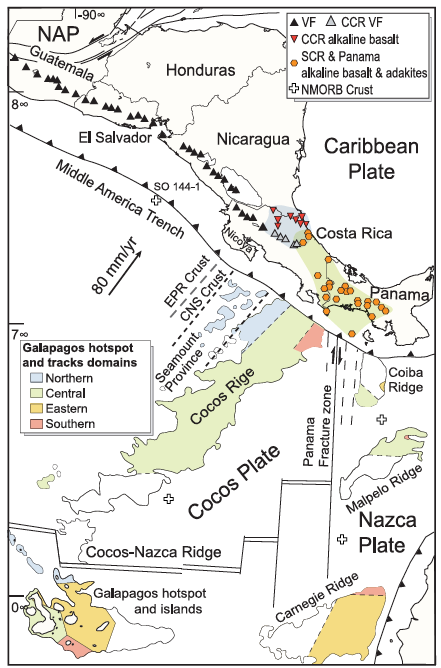 -90∞
NAP
Guatemala
Honduras
▲ VF △ CCR VF
▼ CCR alkaline basalt
SCR & Panama
alkaline basalt & adakites
NMORB Crust
8∞
El Salvador
Nicaragua
Caribbean
Plate
SO 144-1
Middle America
Trench
Nicoya
Costa Rica
80 mm/yr
EPR Crust
CNS Crust
Panama
7∞
Seamount
Province
Galapagos hotspot
and tracks domains
Northern
Central
Eastern
Southern
Cocos Rige
Coiba
Ridge
Panama
Fracture zone
Cocos Plate
Malpelo Ridge
Nazca
Plate
Cocos-Nazca Ridge
0∞
Galapagos hotspot
and islands
Carnegie Ridge